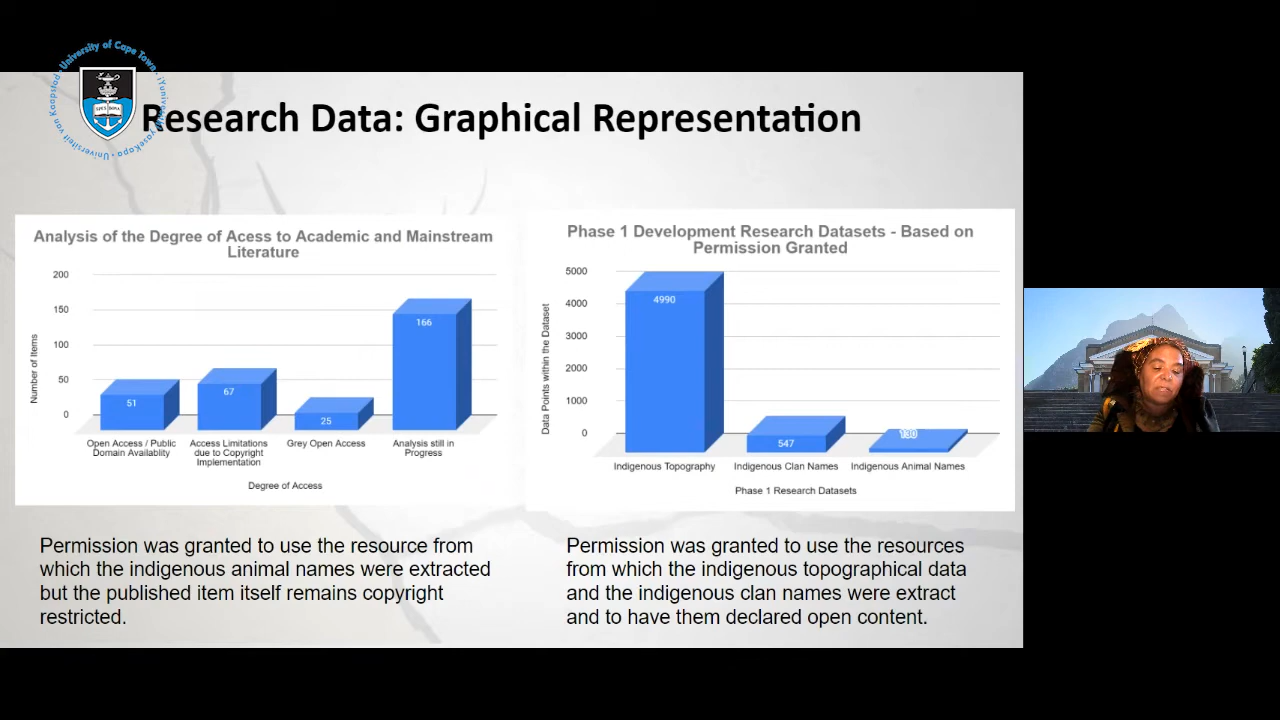 University of Cape Town · iYunivesithi yaseKapa · Universiteit van Kaapstad
Research Data: Graphical Representation
Analysis of the Degree of Acess to Academic and Mainstream
Literature
Number of Items
200
150
100
50
0
51
67
25
166
Open Access / Public
Domain Availablity
Access Limitations
due to Copyright
Implementation
Grey Open Access
Analysis still in
Progress
Degree of Access
Permission was granted to use the resource from
which the indigenous animal names were extracted
but the published item itself remains copyright
restricted.
Phase 1 Development Research Datasets - Based on
Permission Granted
Data Points within the Dataset
5000
4000
3000
2000
1000
0
4990
547
130
Indigenous Topography
Indigenous Clan Names
Indigenous Animal Names
Phase 1 Research Datasets
Permission was granted to use the resources
from which the indigenous topographical data
and the indigenous clan names were extract
and to have them declared open content.